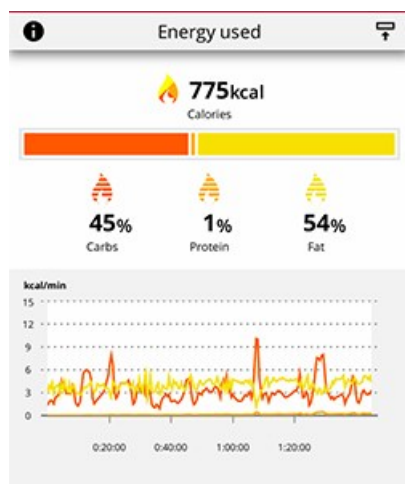 Energy used
775kcal
Calories
45% 1% 54%
Carbs Protein Fat
kcal/min
15
12
9
6
3
0
0:20:00 0:40:00 1:00:00 1:20:00